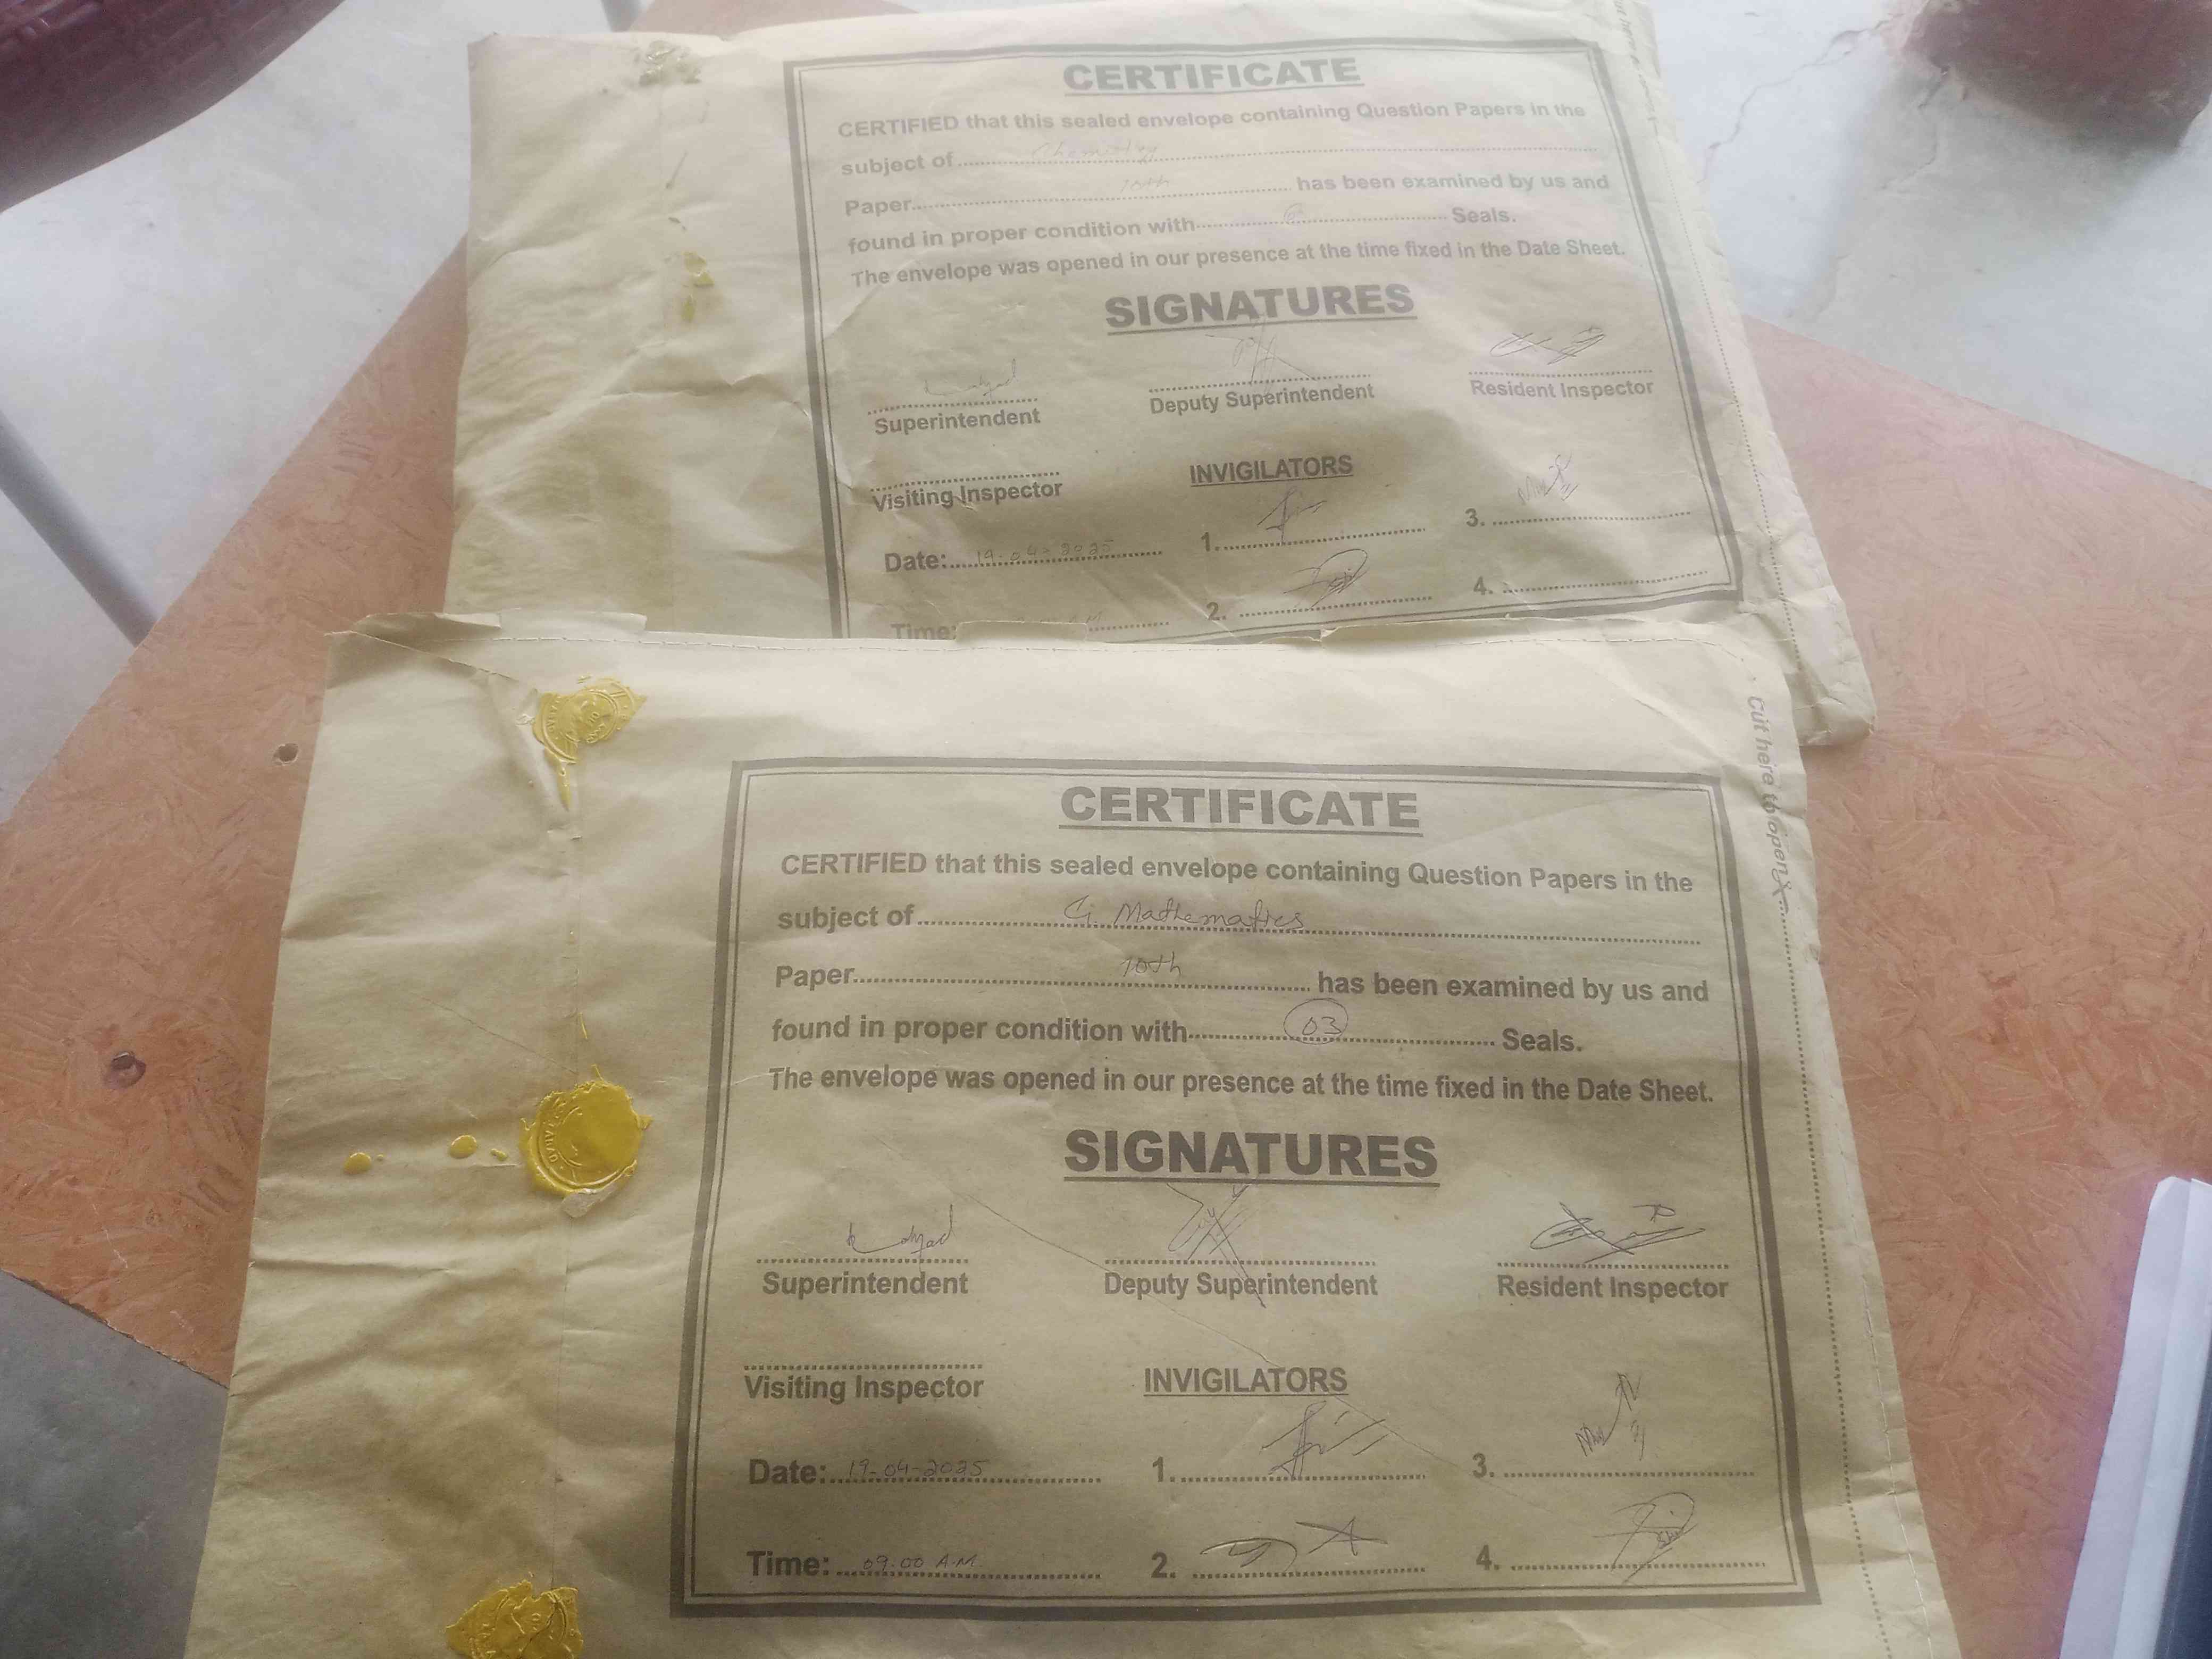 CERTIFICATE
CERTIFIED that this sealed envelope containing Question Papers in the
subject of Chemistry
Paper 10th has been examined by us and
found in proper condition with Seals.
The envelope was opened in our presence at the time fixed in the Date Sheet.
SIGNATURES
Superintendent
Deputy Superintendent
Resident Inspector
Visiting Inspector
INVIGILATORS
Date: 19-04-2025
1.
3.
2.
4.
Time:
CERTIFICATE
CERTIFIED that this sealed envelope containing Question Papers in the
subject of G. Mathematics
Paper 10th has been examined by us and
found in proper condition with 03 Seals.
The envelope was opened in our presence at the time fixed in the Date Sheet.
SIGNATURES
Superintendent
Deputy Superintendent
Resident Inspector
Visiting Inspector
INVIGILATORS
Date: 19-04-2025
1.
3.
Time: 09.00 A.M.
2.
4.
Cut here to open